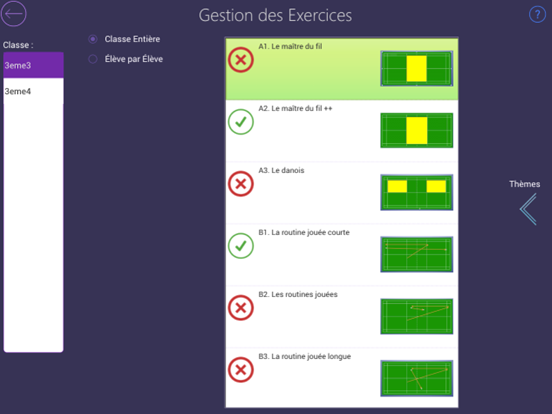 Gestion des Exercices
?
Classe :
3eme3
3eme4
Classe Entière
Élève par Élève
A1. Le maître du fil
A2. Le maître du fil ++
A3. Le danois
B1. La routine jouée courte
B2. Les routines jouées
B3. La routine jouée longue
Thèmes